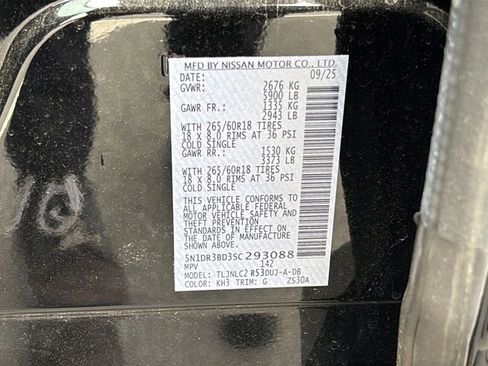 MFD BY NISSAN MOTOR CO., LTD.
DATE: 09/25
GVWR: 2676 KG
5900 LB
GAWR FR.: 1335 KG
2943 LB
WITH 265/60R18 TIRES
18 X 8.0 RIMS AT 36 PSI
COLD SINGLE
GAWR RR.: 1530 KG
3373 LB
WITH 265/60R18 TIRES
18 X 8.0 RIMS AT 36 PSI
COLD SINGLE
THIS VEHICLE CONFORMS TO
ALL APPLICABLE FEDERAL
MOTOR VEHICLE SAFETY AND
THEFT PREVENTION
STANDARDS IN EFFECT ON
THE DATE OF MANUFACTURE
SHOWN ABOVE.
5N1DR3BD3SC293088
MPV 142
MODEL: TLJNLC2 R53DUJ-A-DB
COLOR: KH3 TRIM: G ZS30A